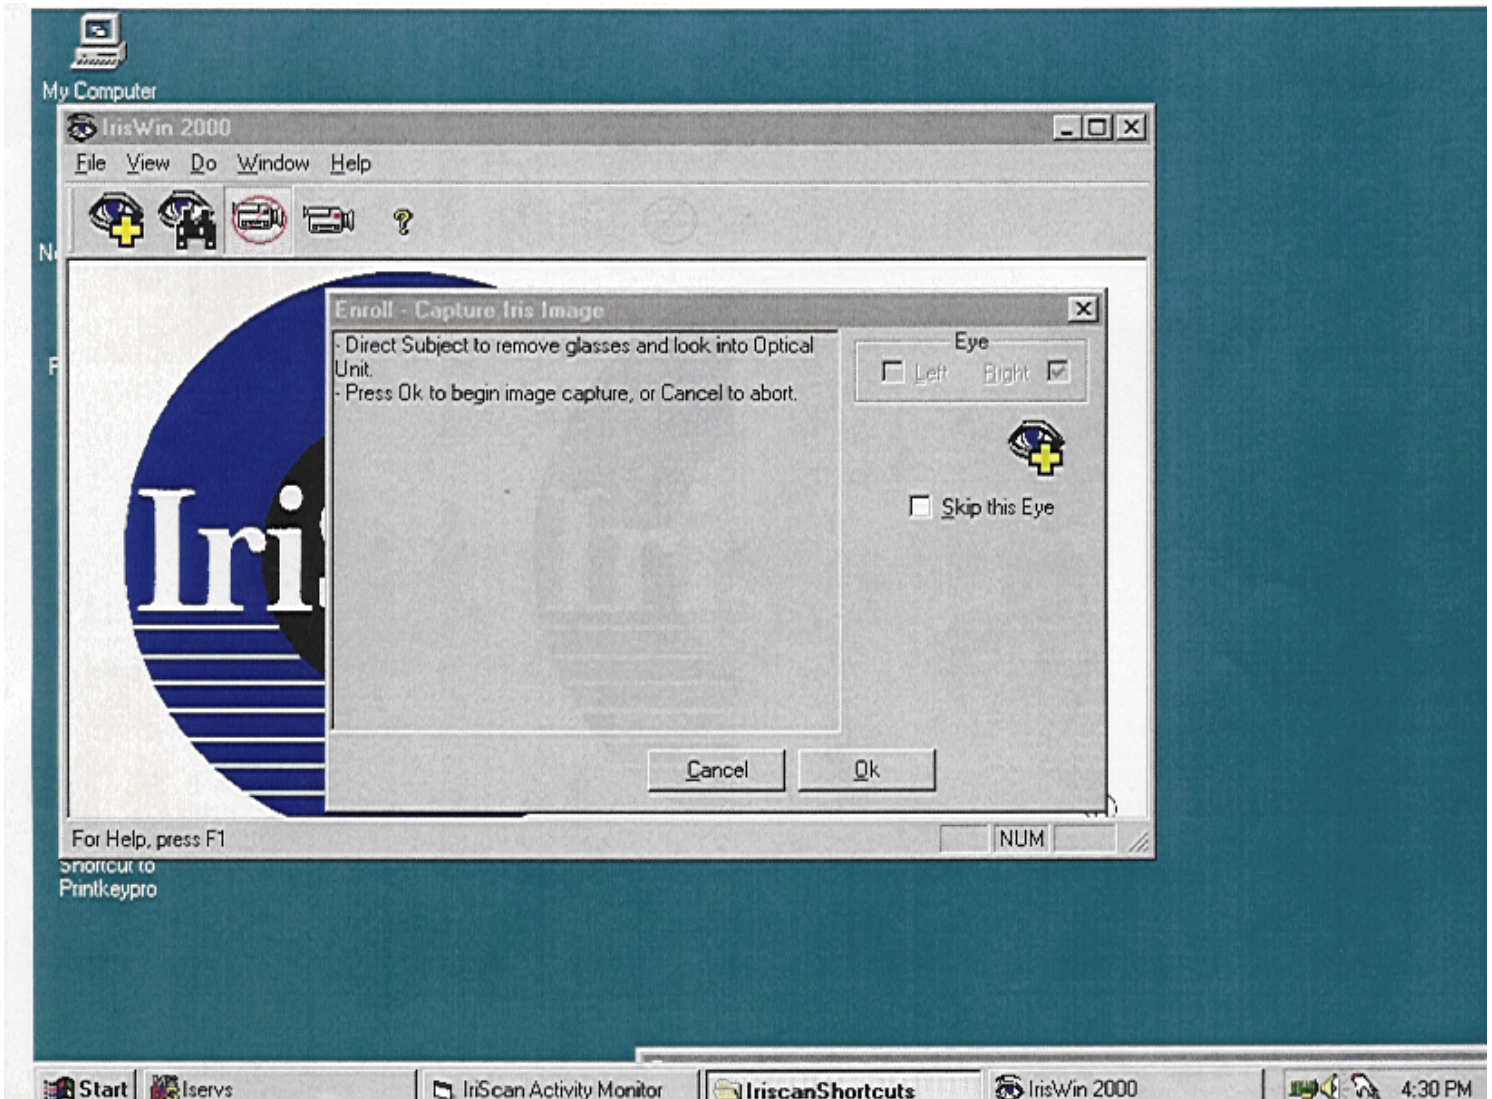 My Computer
IrisWin 2000
File View Do Window Help
Enroll - Capture Iris Image
- Direct Subject to remove glasses and look into Optical
Unit.
- Press Ok to begin image capture, or Cancel to abort.
Eye
Left Right
Skip this Eye
Cancel Ok
For Help, press F1
NUM
Shortcut to
Printkeypro
Start Iservs IriScan Activity Monitor IriscanShortcuts IrisWin 2000 4:30 PM